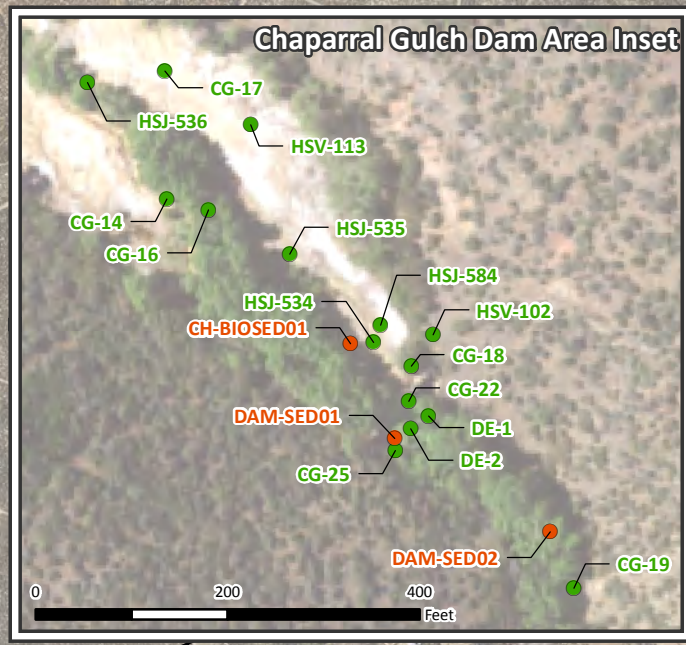 Chaparral Gulch Dam Area Inset
CG-17
HSJ-536
HSV-113
CG-14
HSJ-535
CG-16
HSJ-584
HSJ-534
HSV-102
CH-BIOSED01
CG-18
CG-22
DAM-SED01
DE-1
DE-2
CG-25
DAM-SED02
CG-19
0 200 400
Feet